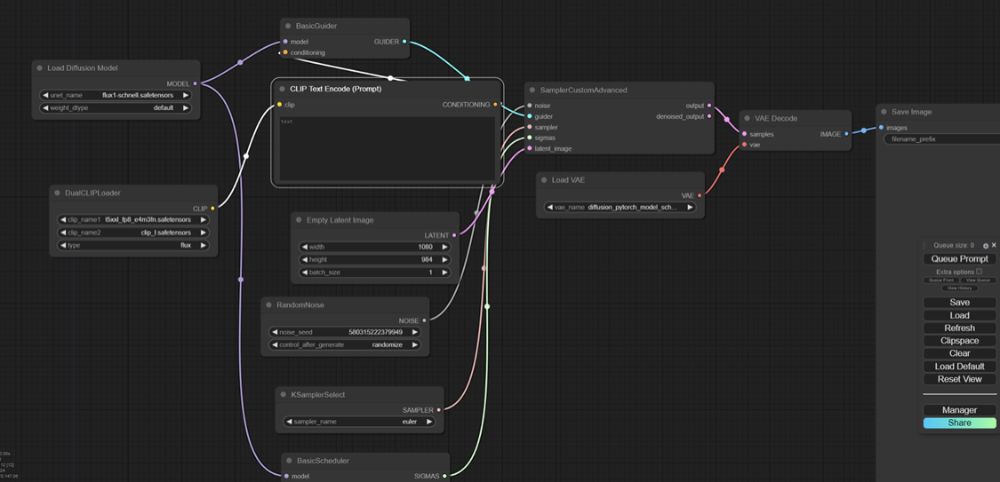 BasicGuider
model GUIDER
conditioning
Load Diffusion Model
MODEL
unet_name flux1-schnell.safetensors
weight_dtype default
CLIP Text Encode (Prompt)
clip CONDITIONING
text
SamplerCustomAdvanced
noise output
guider denoised_output
sampler
sigmas
latent_image
VAE Decode
samples IMAGE
vae
Save Image
images
filename_prefix
DualCLIPLoader
CLIP
clip_name1 t5xxl_fp8_e4m3fn.safetensors
clip_name2 clip_l.safetensors
type flux
Load VAE
VAE
vae_name diffusion_pytorch_model_sch...
Empty Latent Image
LATENT
width 1080
height 984
batch_size 1
RandomNoise
NOISE
noise_seed 580315222379949
control_after_generate randomize
KSamplerSelect
SAMPLER
sampler_name euler
BasicScheduler
model SIGMAS
Queue size: 0
Queue Prompt
Extra options
Queue Front View Queue
View History
Save
Load
Refresh
Clipspace
Clear
Load Default
Reset View
Manager
Share